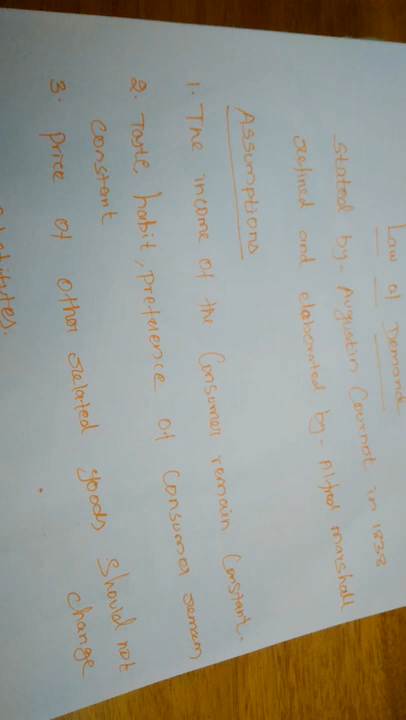 Law of Demand
Stated by- Augustin Cournot in 1838
refined and elaborated by- Alfred marshall
Assumptions
1. The income of the Consumer remain Constant.
2. Taste, habit, Preference of Consumer remain
Constant
3. Price of other related goods Should not
change
substitutes.